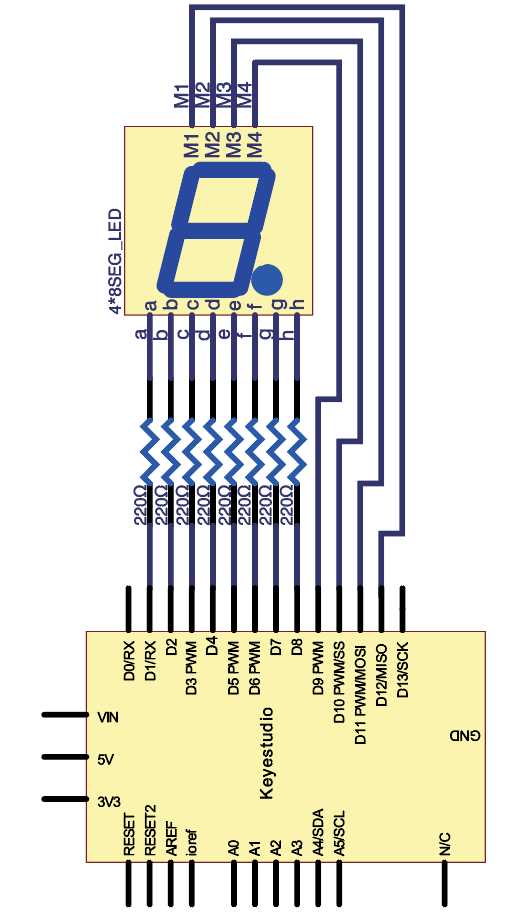 M1
M2
M3
M4
M1
M2
M3
M4
4*8SEG_LED
a
b
c
d
e
f
g
h
a
b
c
d
e
f
g
h
220Ω
220Ω
220Ω
220Ω
220Ω
220Ω
220Ω
220Ω
D0/RX
D1/RX
D2
D3 PWM
D4
D5 PWM
D6 PWM
D7
D8
D9 PWM
D10 PWM/SS
D11 PWM/MOSI
D12/MISO
D13/SCK
VIN
5V
3V3
Keyestudio
GND
RESET
RESET2
AREF
ioref
A0
A1
A2
A3
A4/SDA
A5/SCL
N/C